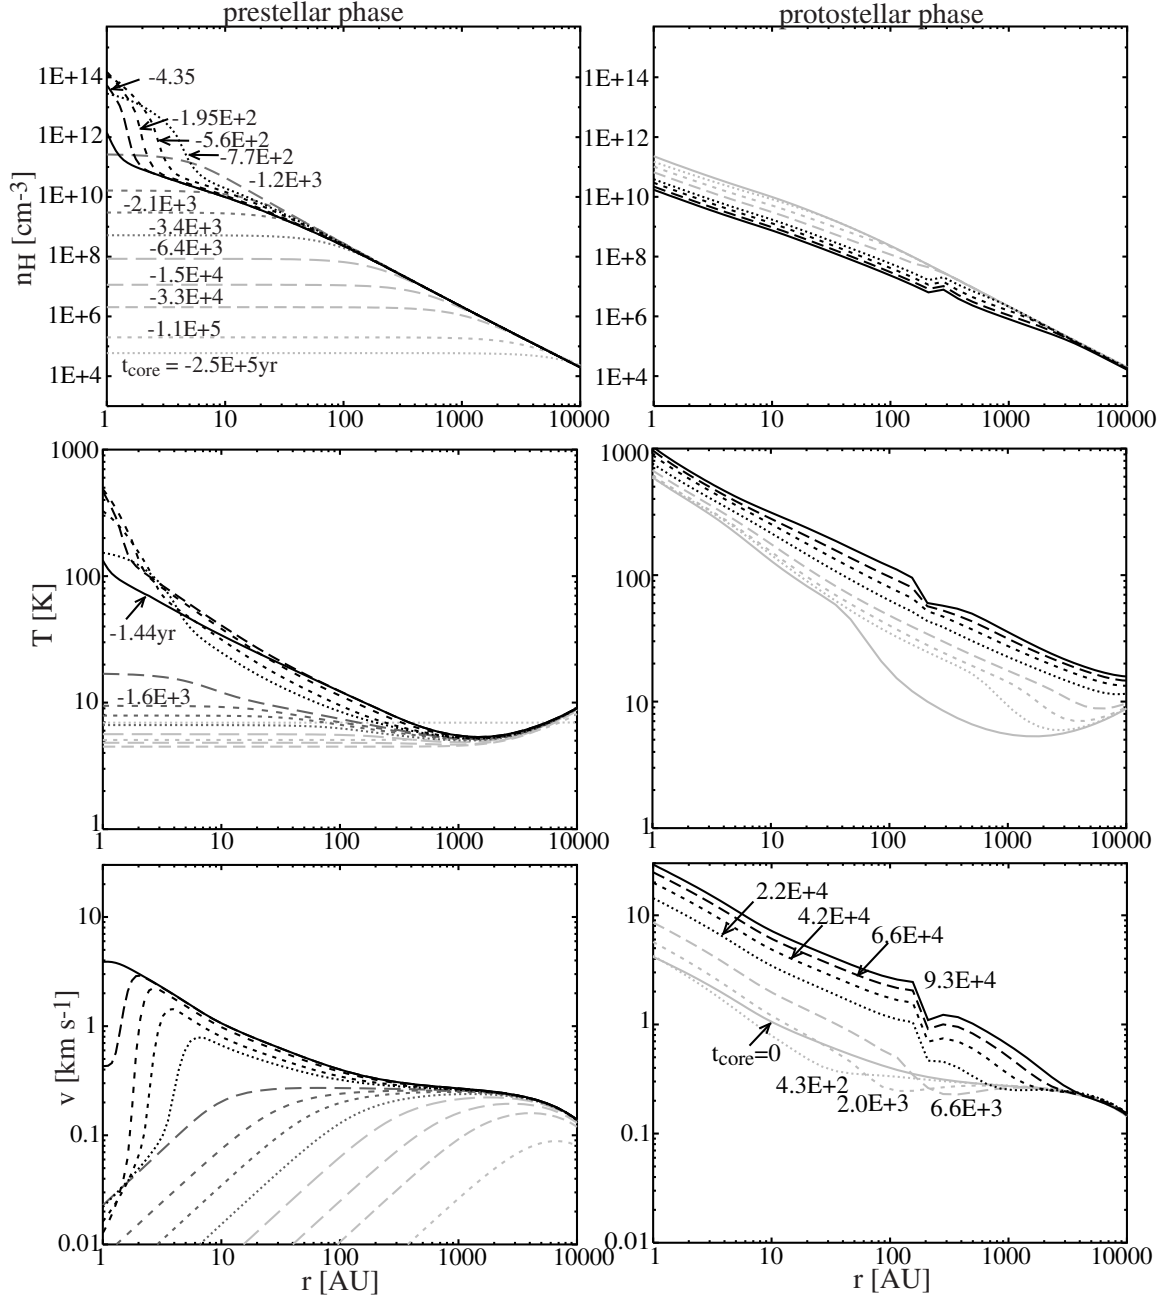 prestellar phase
protostellar phase
1E+14
1E+12
1E+10
1E+8
1E+6
1E+4
nH [cm-3]
-4.35
-1.95E+2
-5.6E+2
-7.7E+2
-1.2E+3
-2.1E+3
-3.4E+3
-6.4E+3
-1.5E+4
-3.3E+4
-1.1E+5
tcore = -2.5E+5yr
1 10 100 1000 10000
1E+14
1E+12
1E+10
1E+8
1E+6
1E+4
1 10 100 1000 10000
1000
100
10
1
T [K]
-1.44yr
-1.6E+3
1 10 100 1000 10000
1000
100
10
1
1 10 100 1000 10000
10
1
0.1
0.01
v [km s-1]
1 10 100 1000 10000
r [AU]
10
1
0.1
0.01
2.2E+4
4.2E+4
6.6E+4
9.3E+4
tcore=0
4.3E+2
2.0E+3
6.6E+3
1 10 100 1000 10000
r [AU]